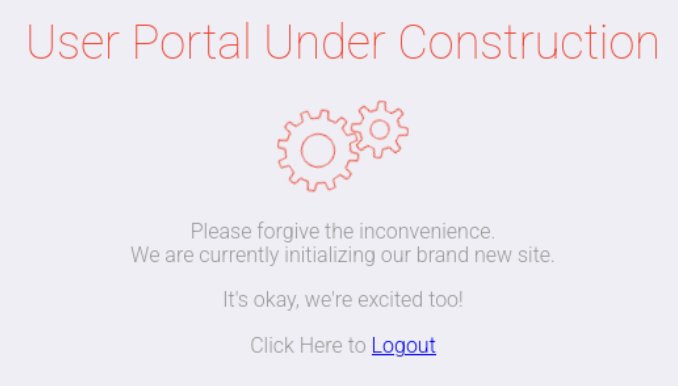 User Portal Under Construction
Please forgive the inconvenience.
We are currently initializing our brand new site.
It's okay, we're excited too!
Click Here to Logout